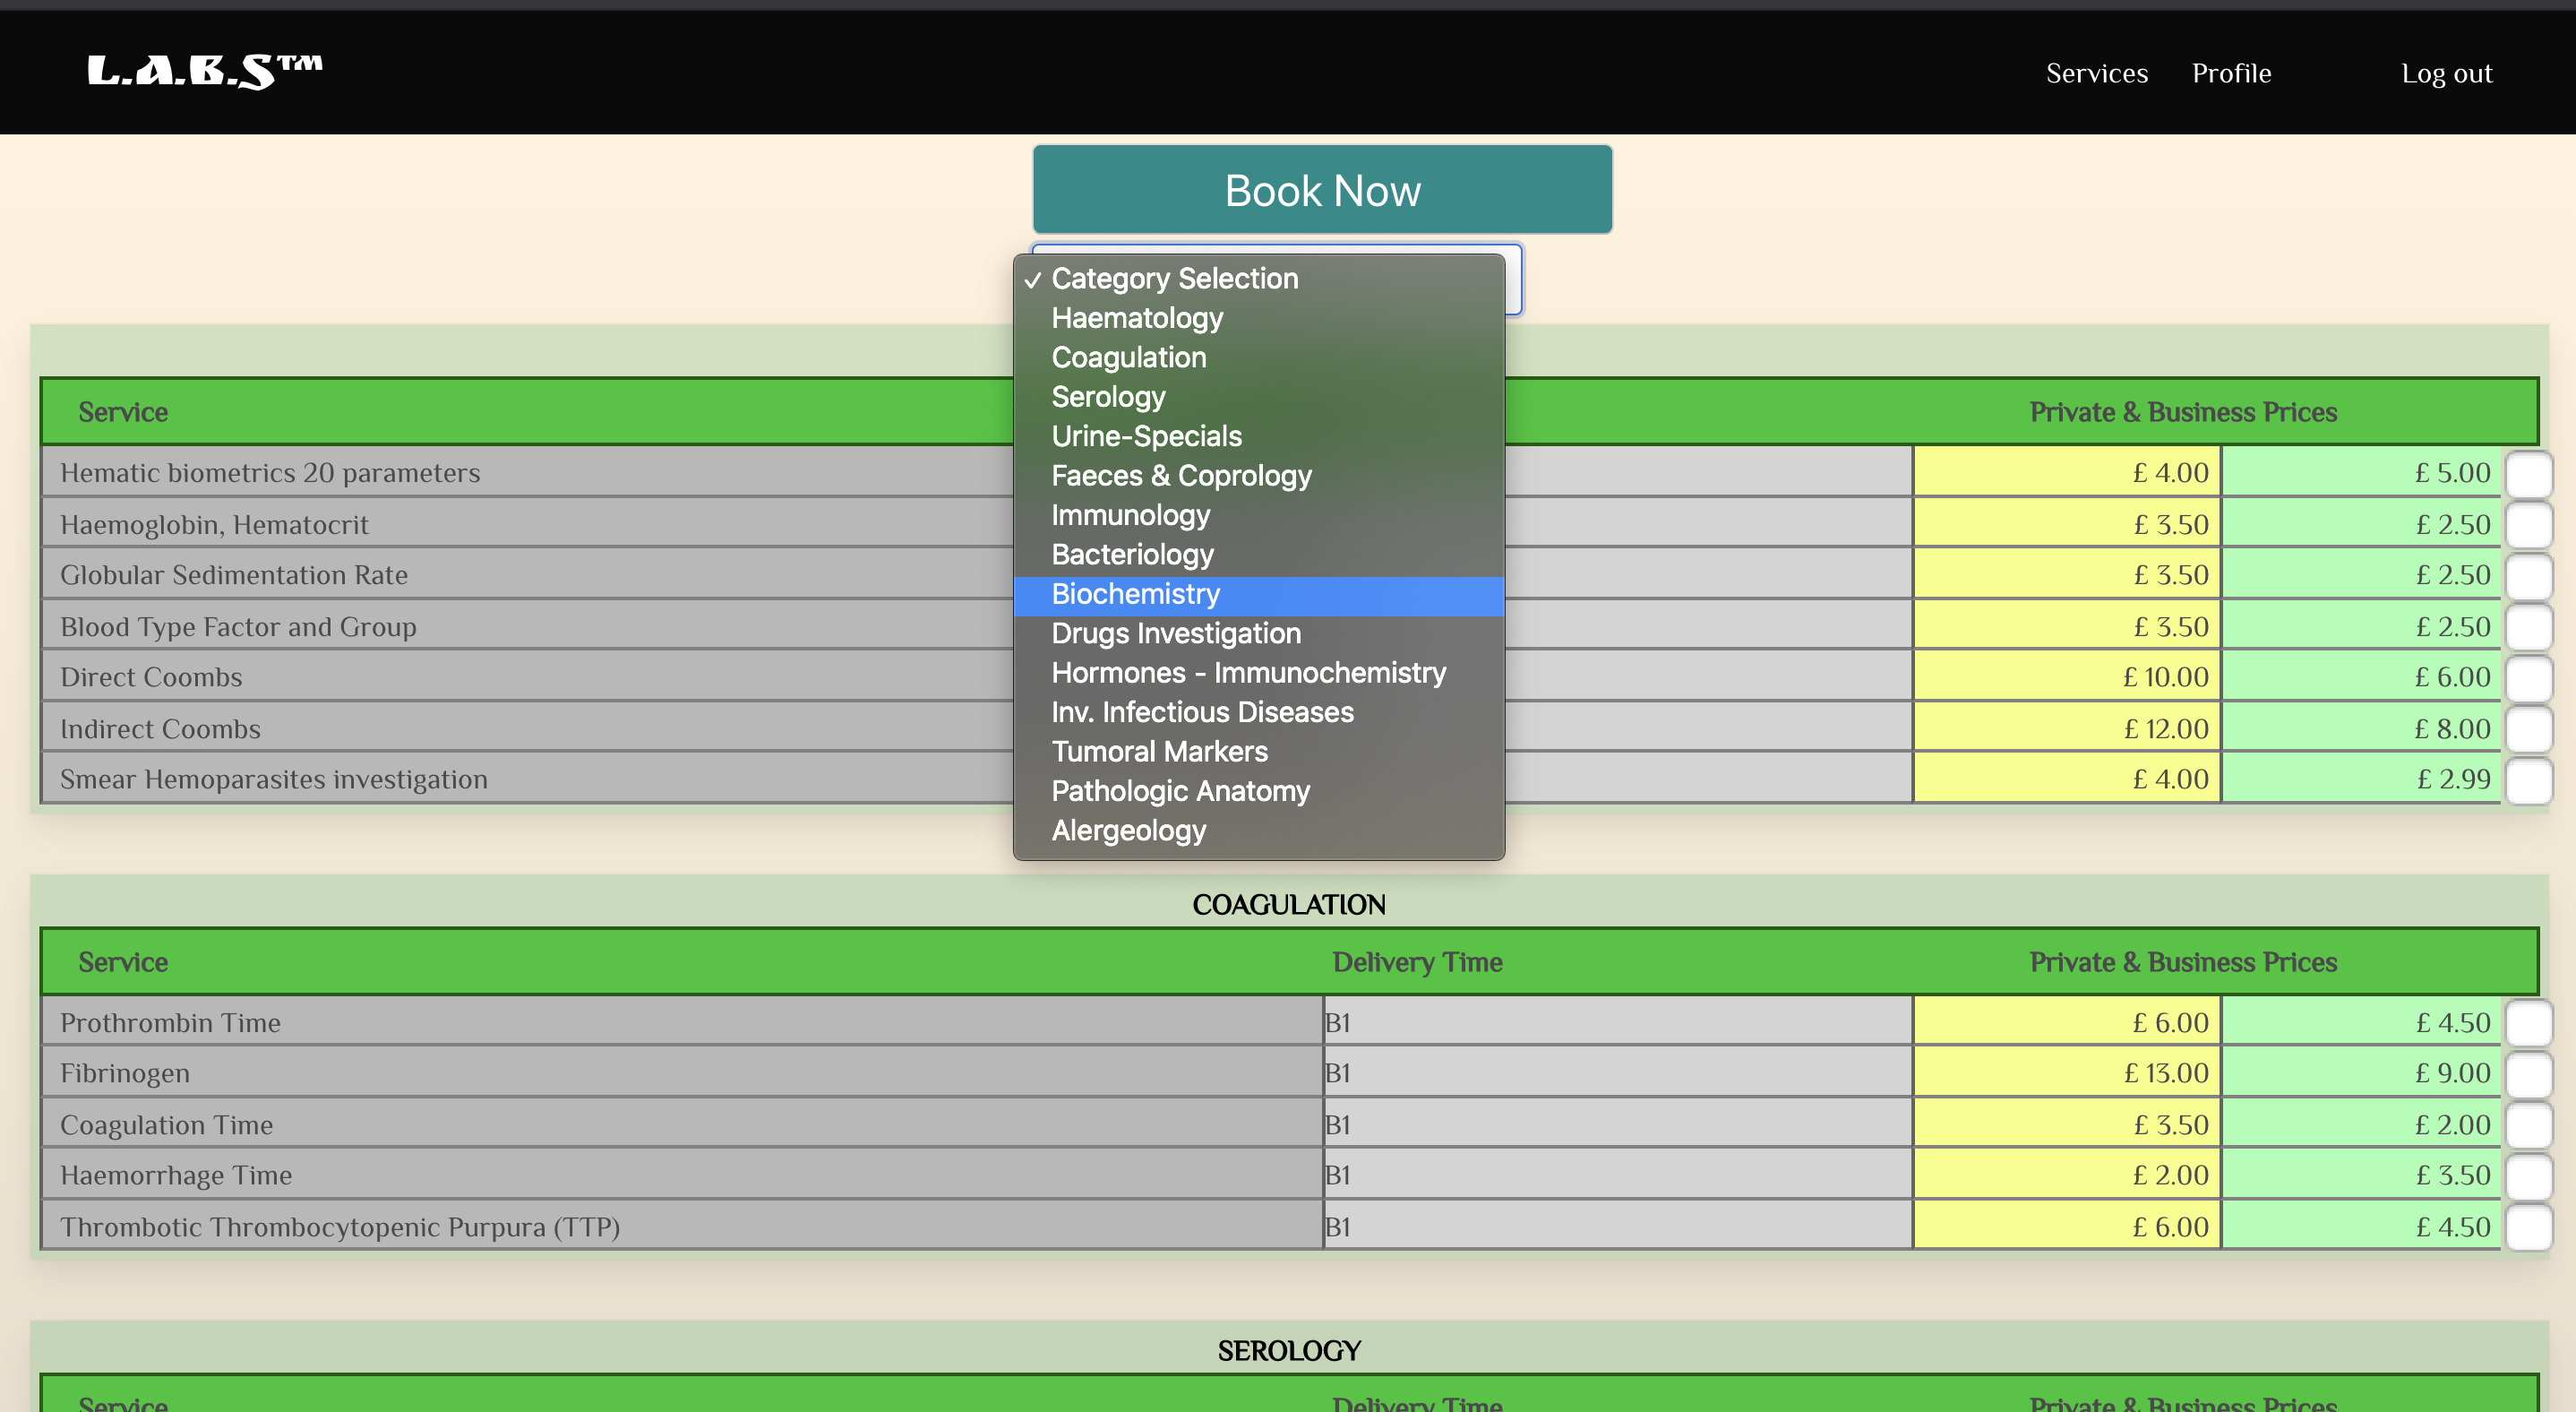 L.A.B.S™
Services Profile Log out
Book Now
✓ Category Selection
Haematology
Coagulation
Serology
Urine-Specials
Faeces & Coprology
Immunology
Bacteriology
Biochemistry
Drugs Investigation
Hormones - Immunochemistry
Inv. Infectious Diseases
Tumoral Markers
Pathologic Anatomy
Alergeology
Service Private & Business Prices
Hematic biometrics 20 parameters £ 4.00 £ 5.00
Haemoglobin, Hematocrit £ 3.50 £ 2.50
Globular Sedimentation Rate £ 3.50 £ 2.50
Blood Type Factor and Group £ 3.50 £ 2.50
Direct Coombs £ 10.00 £ 6.00
Indirect Coombs £ 12.00 £ 8.00
Smear Hemoparasites investigation £ 4.00 £ 2.99
COAGULATION
Service Delivery Time Private & Business Prices
Prothrombin Time B1 £ 6.00 £ 4.50
Fibrinogen B1 £ 13.00 £ 9.00
Coagulation Time B1 £ 3.50 £ 2.00
Haemorrhage Time B1 £ 2.00 £ 3.50
Thrombotic Thrombocytopenic Purpura (TTP) B1 £ 6.00 £ 4.50
SEROLOGY
Service Delivery Time Private & Business Prices